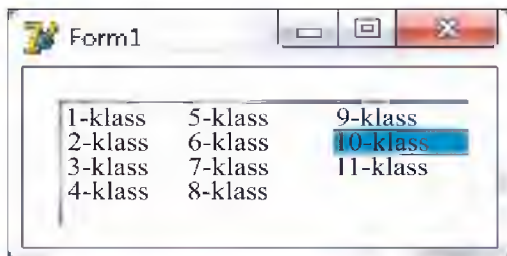 Form1
1-klass 5-klass 9-klass
2-klass 6-klass 10-klass
3-klass 7-klass 11-klass
4-klass 8-klass